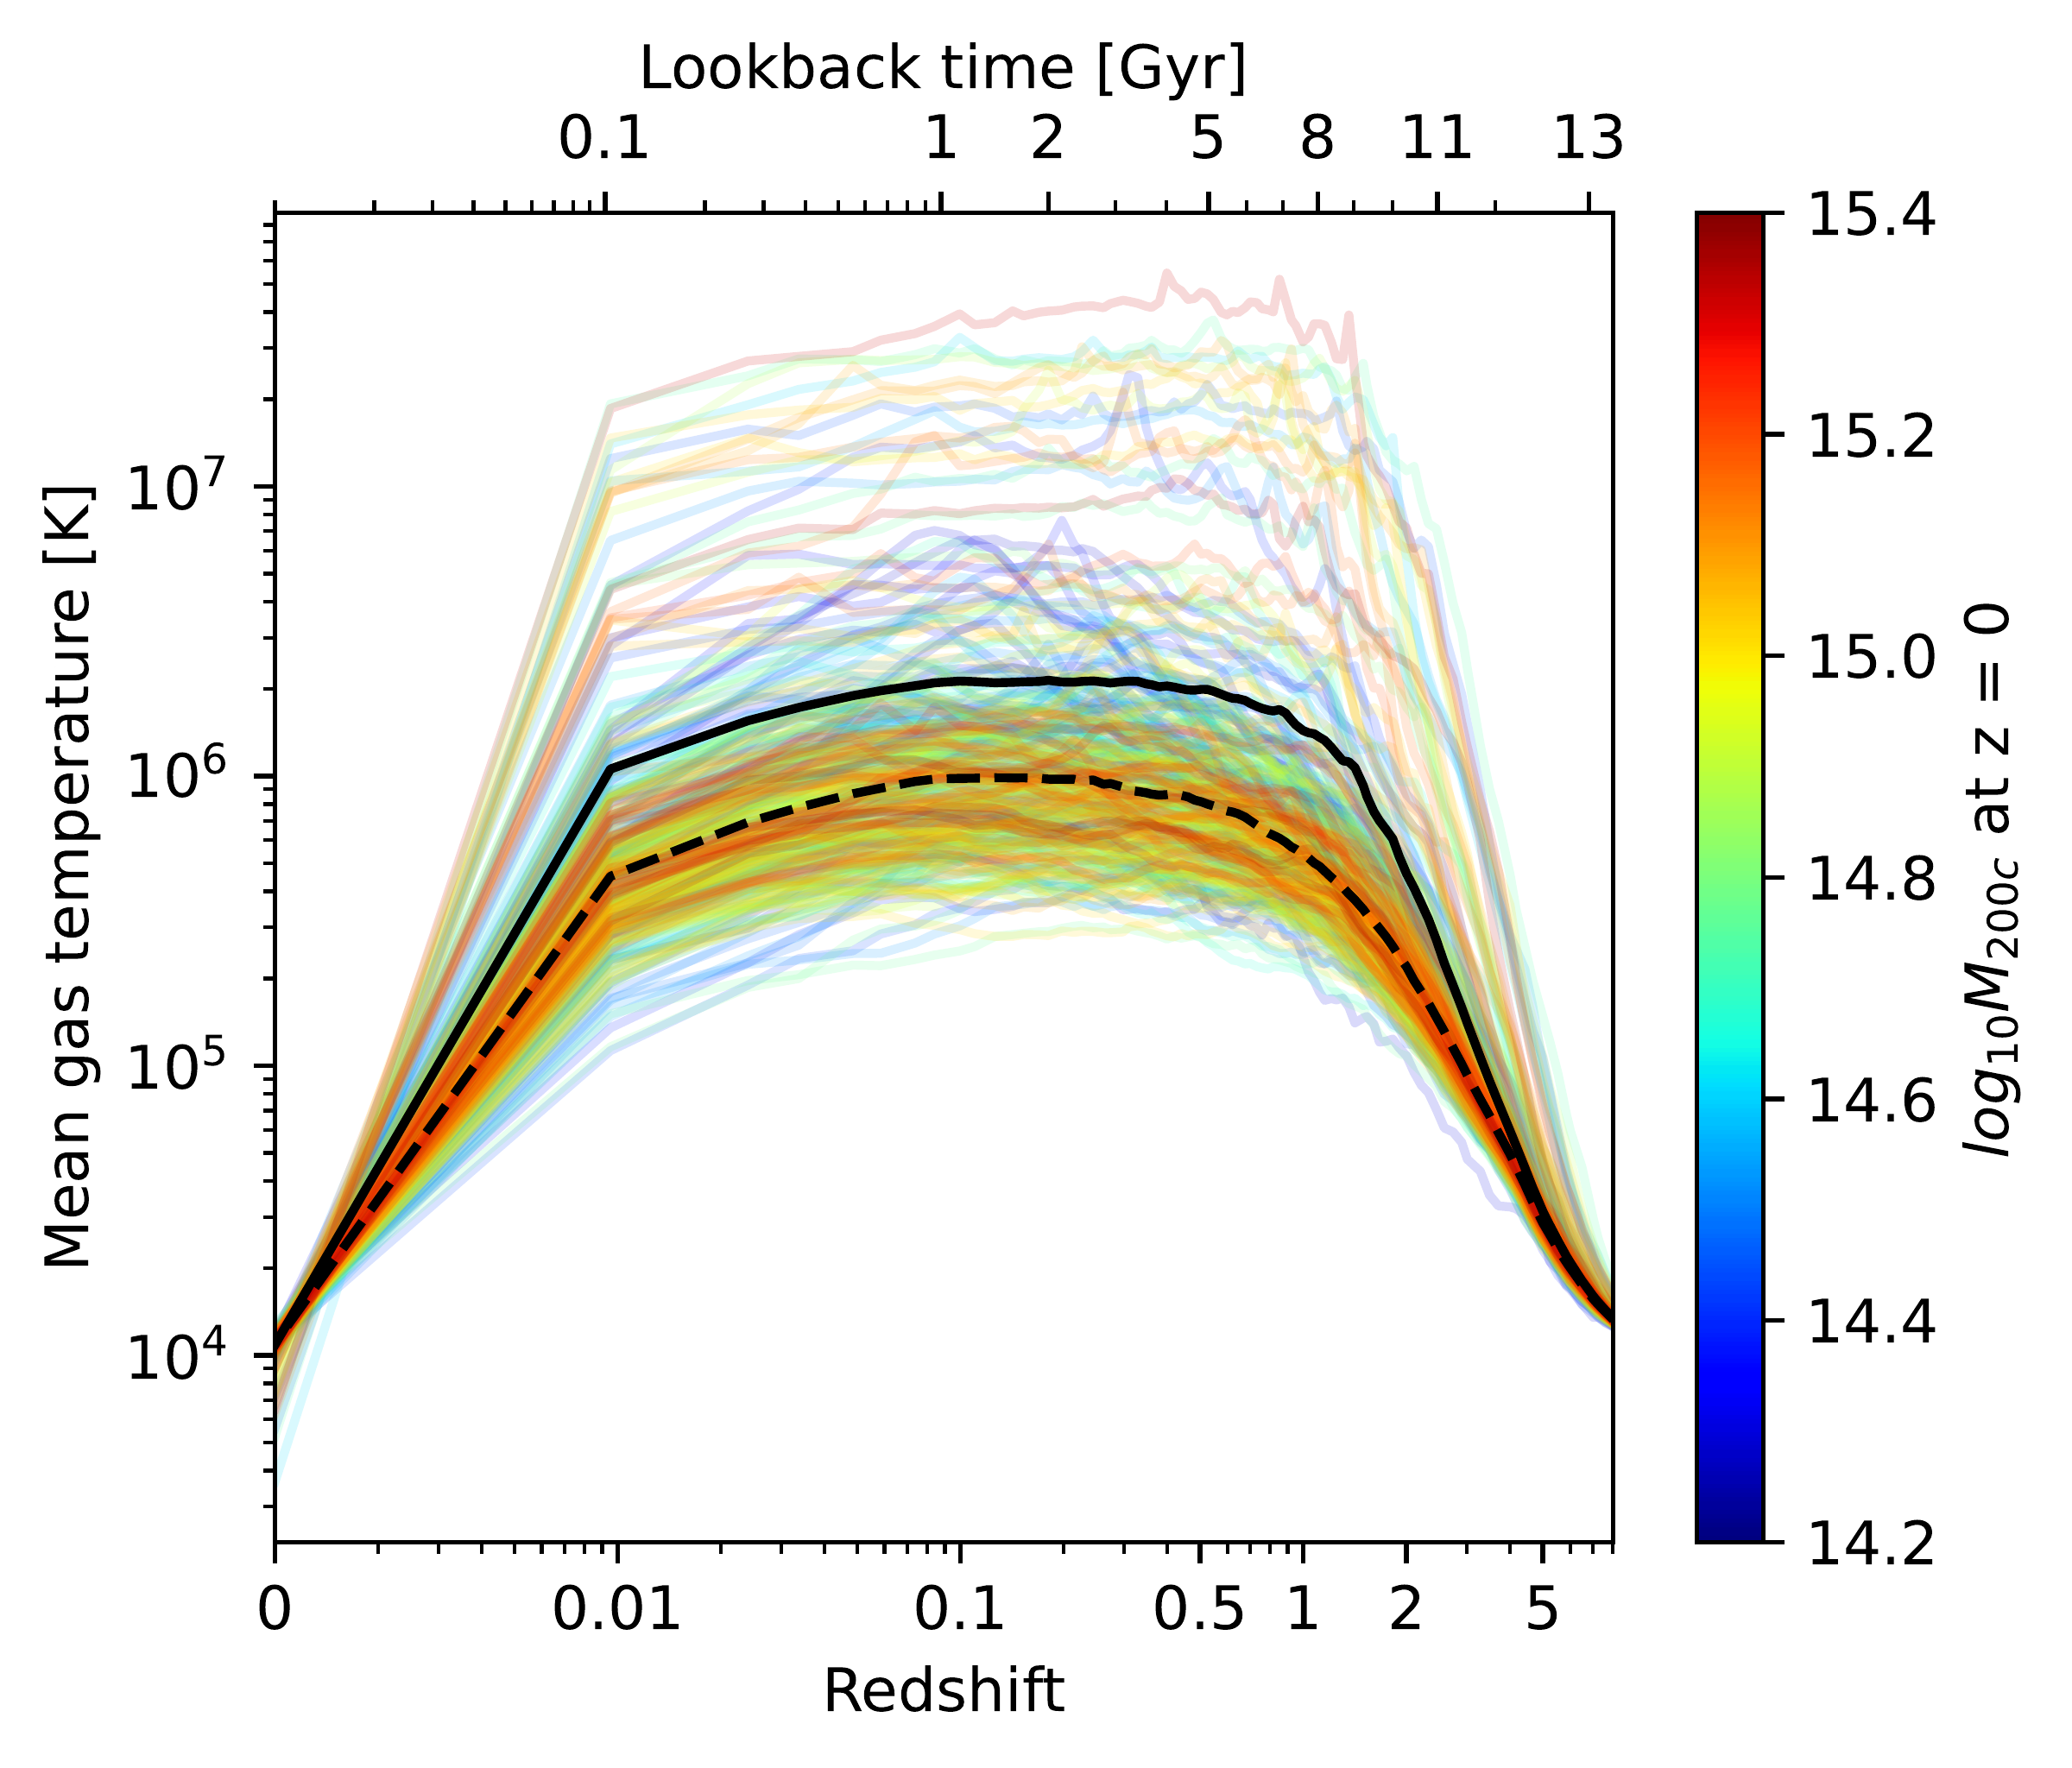 Lookback time [Gyr]
0.1 1 2 5 8 11 13
Mean gas temperature [K]
10^7
10^6
10^5
10^4
0 0.01 0.1 0.5 1 2 5
Redshift
15.4
15.2
15.0
14.8
14.6
14.4
14.2
log₁₀M₂₀₀c at z = 0